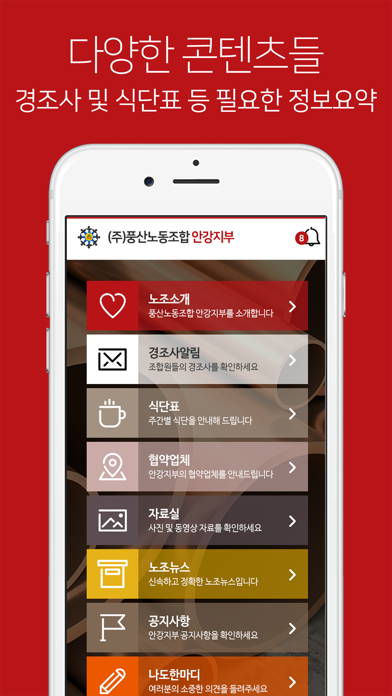 다양한 콘텐츠들
경조사 및 식단표 등 필요한 정보요약
(주)풍산노동조합 안강지부
8
노조소개
풍산노동조합 안강지부를 소개합니다
경조사알림
조합원들의 경조사를 확인하세요
식단표
주간별 식단을 안내해 드립니다
협약업체
안강지부의 협약업체를 안내드립니다
자료실
사진 및 동영상 자료를 확인하세요
노조뉴스
신속하고 정확한 노조뉴스입니다
공지사항
안강지부 공지사항을 확인하세요
나도한마디
여러분의 소중한 의견을 들려주세요